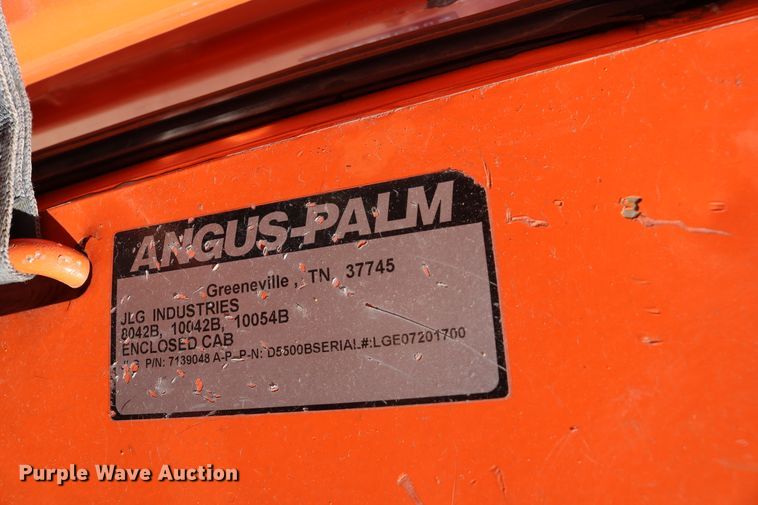 ANGUS-PALM
Greeneville, TN 37745
JLG INDUSTRIES
8042B, 10042B, 10054B
ENCLOSED CAB
P/N: 7139048 A-P P-N: D5500BSERIAL#:LGE07201700
Purple Wave Auction